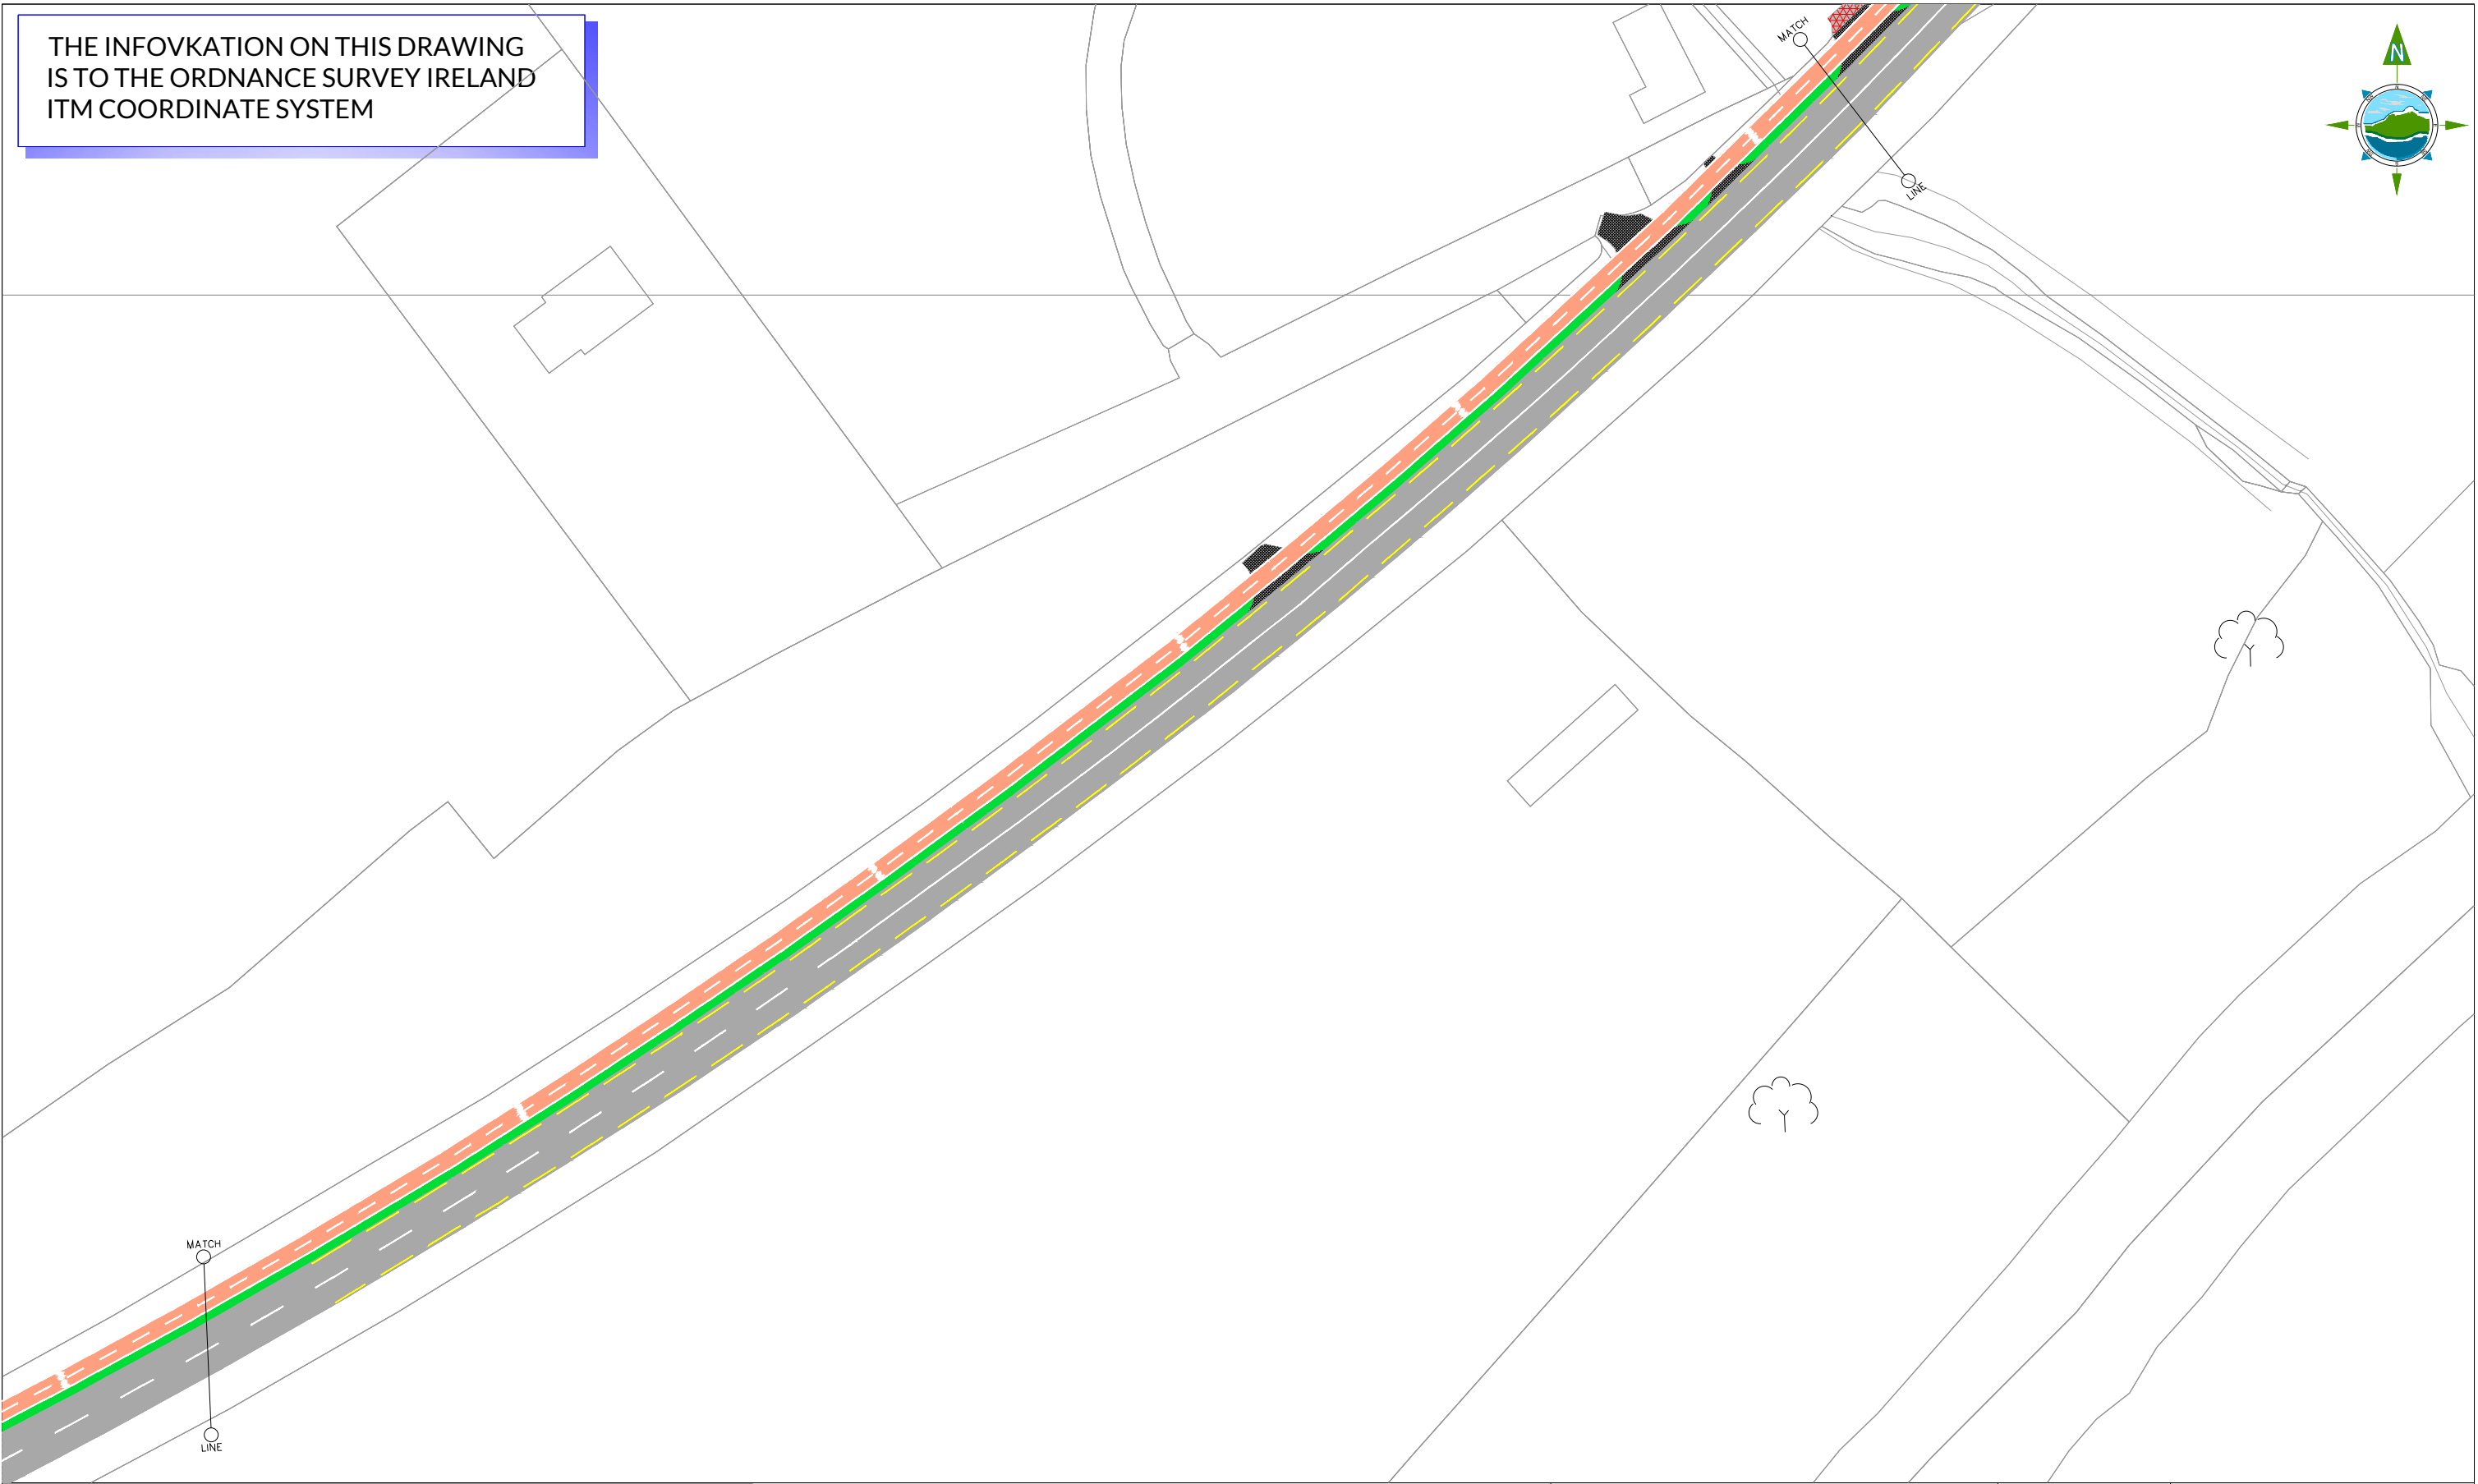 THE INFOVKATION ON THIS DRAWING
IS TO THE ORDNANCE SURVEY IRELAND
ITM COORDINATE SYSTEM
MATCH
LINE
N
MATCH
LINE